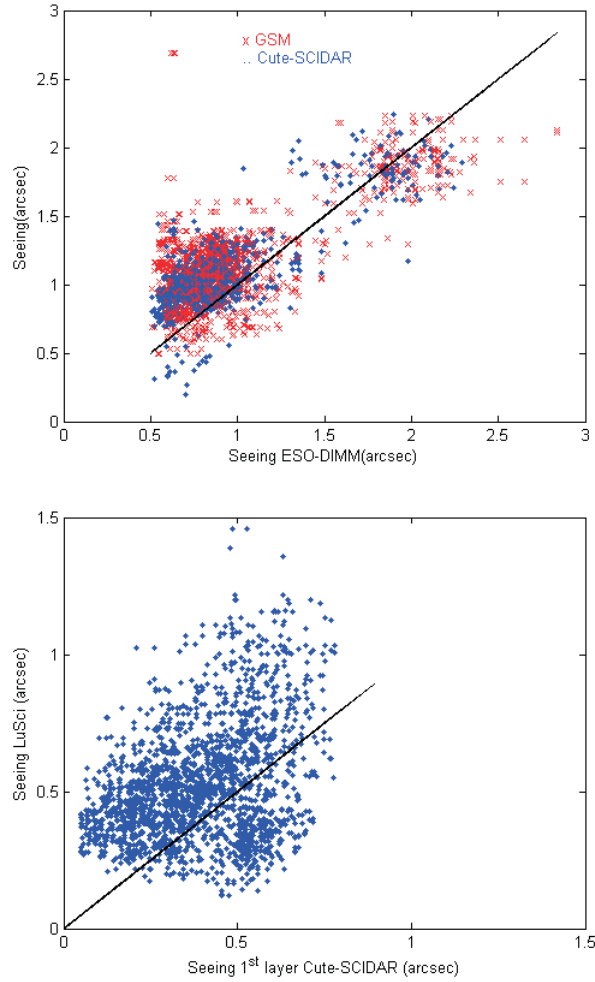 3
2.5
2
1.5
1
0.5
0
Seeing(arcsec)
x GSM
.. Cute-SCIDAR
0 0.5 1 1.5 2 2.5 3
Seeing ESO-DIMM(arcsec)
1.5
1
0.5
0
Seeing LuSci (arcsec)
0 0.5 1 1.5
Seeing 1st layer Cute-SCIDAR (arcsec)